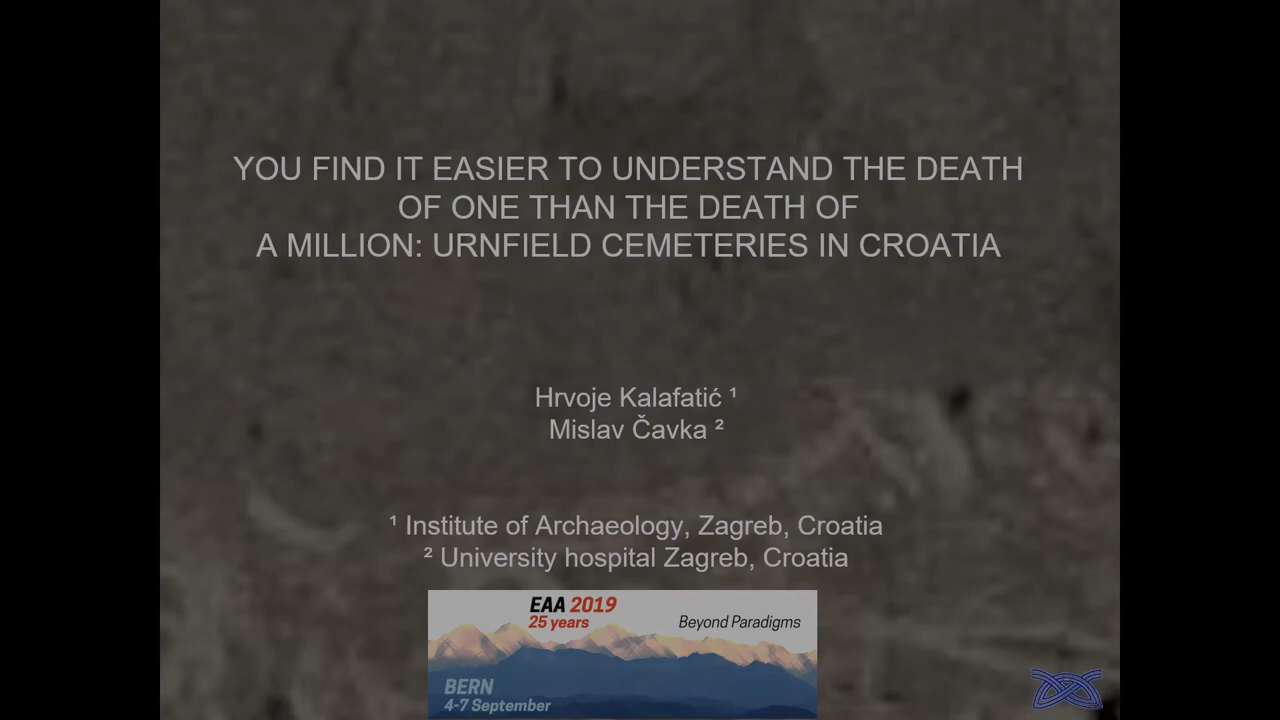 YOU FIND IT EASIER TO UNDERSTAND THE DEATH
OF ONE THAN THE DEATH OF
A MILLION: URNFIELD CEMETERIES IN CROATIA
Hrvoje Kalafatić ¹
Mislav Čavka ²
¹ Institute of Archaeology, Zagreb, Croatia
² University hospital Zagreb, Croatia
EAA 2019
25 years
Beyond Paradigms
BERN
4-7 September